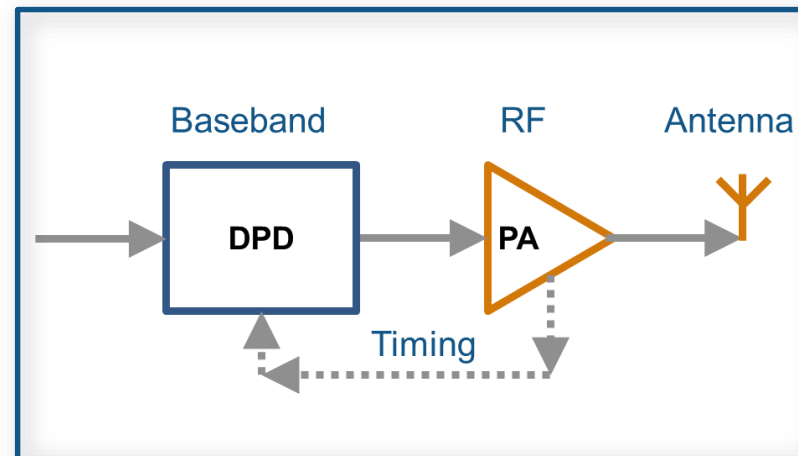 Baseband
RF
Antenna
DPD
PA
Timing